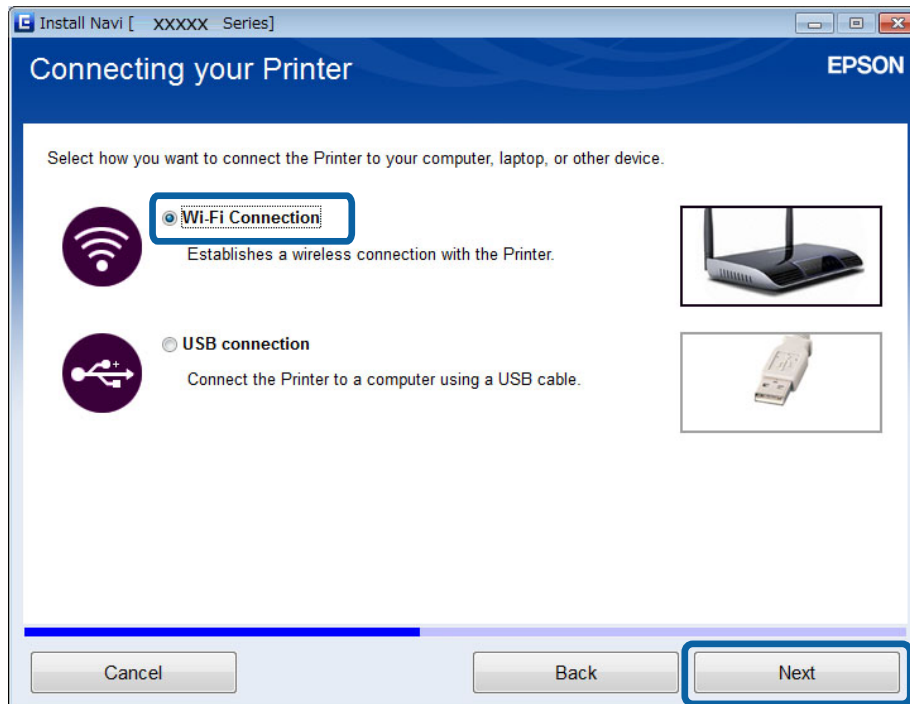 Install Navi [ XXXXX Series]
Connecting your Printer
EPSON
Select how you want to connect the Printer to your computer, laptop, or other device.
Wi-Fi Connection
Establishes a wireless connection with the Printer.
USB connection
Connect the Printer to a computer using a USB cable.
Cancel
Back
Next